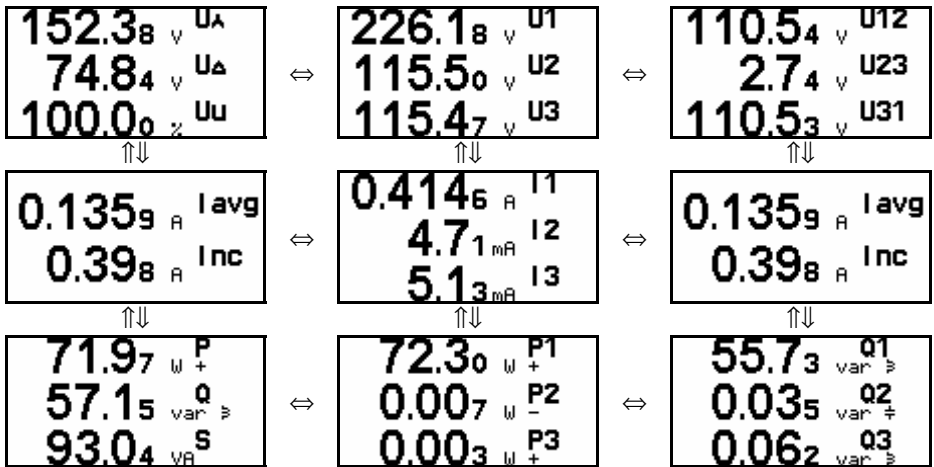 152.38 V U⅄
74.84 V U▵
100.00 % Uu
⇔
226.18 V U1
115.50 V U2
115.47 V U3
⇔
110.54 V U12
2.74 V U23
110.53 V U31
⇑⇓
⇑⇓
⇑⇓
0.1359 A Iavg
0.398 A Inc
⇔
0.4146 A I1
4.71 mA I2
5.13 mA I3
⇔
0.1359 A Iavg
0.398 A Inc
⇑⇓
⇑⇓
⇑⇓
71.97 W P +
57.15 var Q
93.04 VA S
⇔
72.30 W P1 +
0.007 W P2 −
0.003 W P3 +
⇔
55.73 var Q1
0.035 var Q2
0.062 var Q3